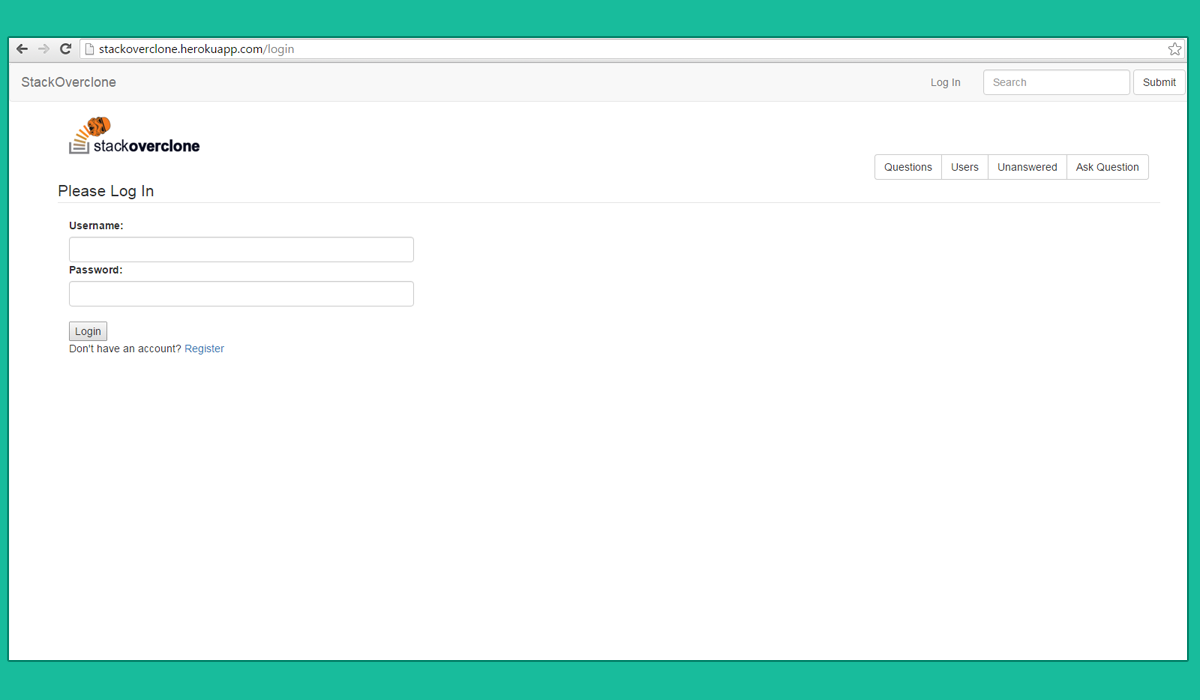 stackoverclone.herokuapp.com/login
StackOverclone Log In Search Submit
stackoverclone
Questions Users Unanswered Ask Question
Please Log In
Username:
Password:
Login
Don't have an account? Register